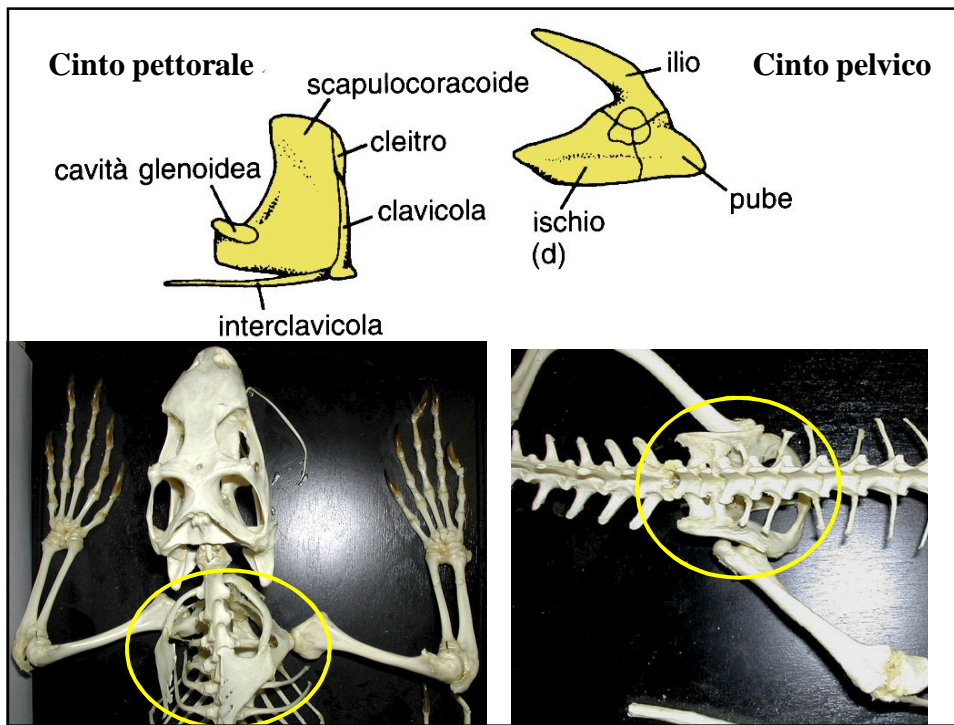 Cinto pettorale
scapulocoracoide
cleitro
cavità glenoidea
clavicola
interclavicola
Cinto pelvico
ilio
pube
ischio
(d)